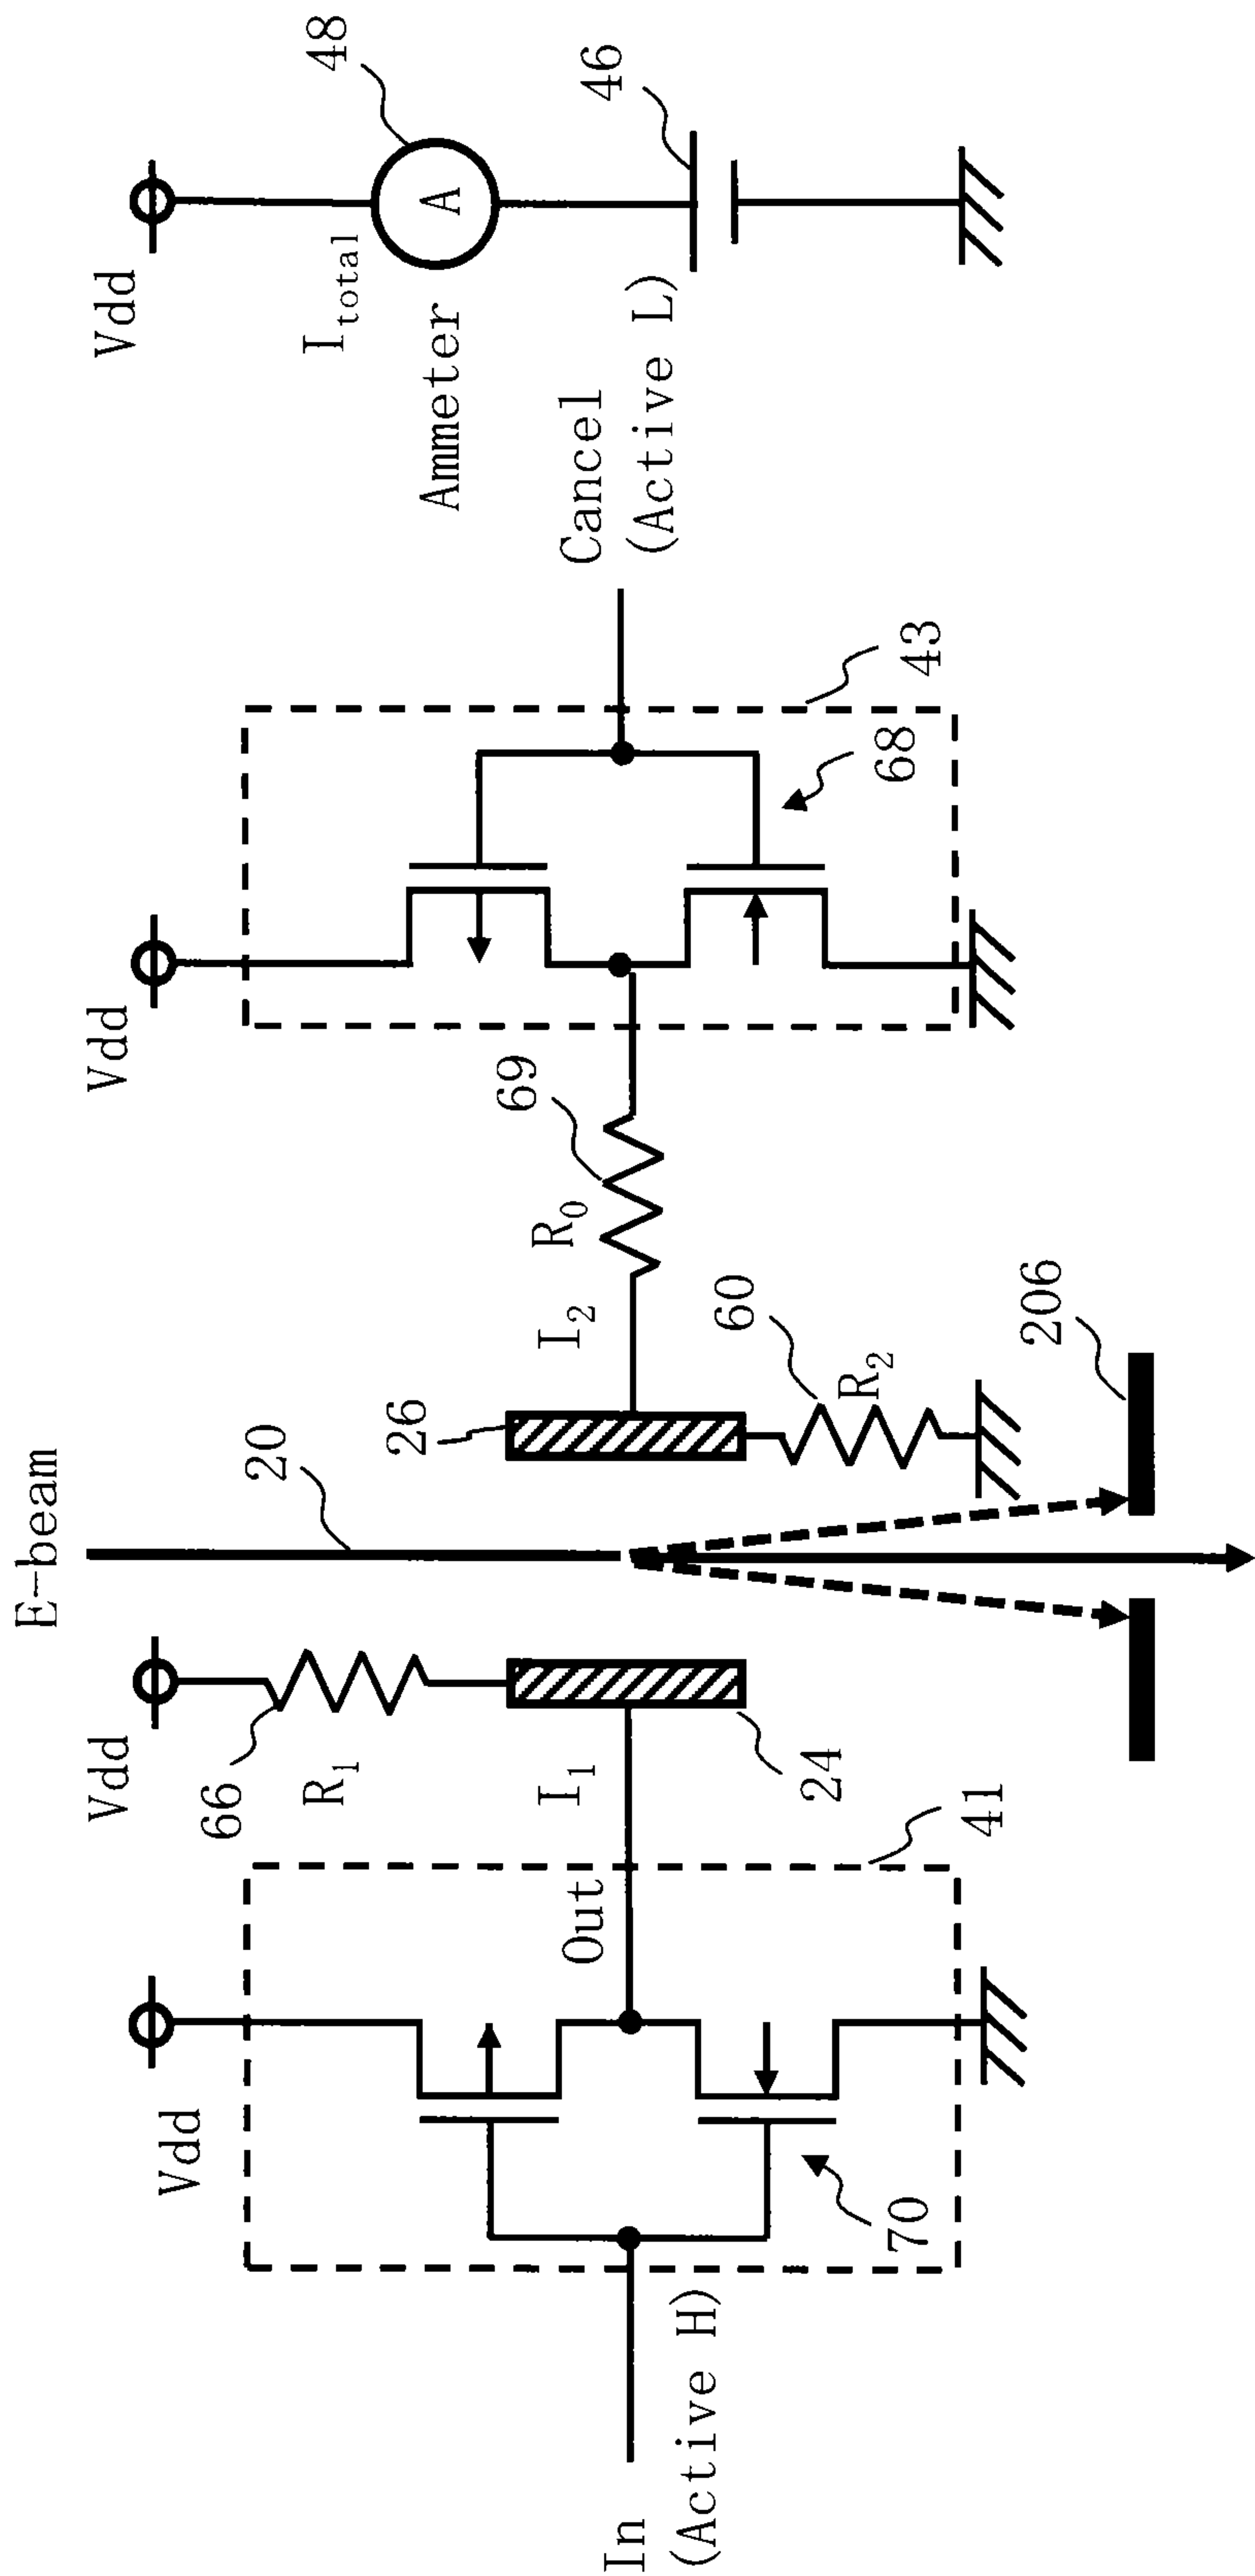 E-beam
20
Vdd
Vdd
Vdd
Vdd
48
I total
A
Ammeter
46
66
R1
69
R0
Cancel
(Active L)
In
(Active H)
Out
I1
I2
26
24
60
R2
43
68
41
70
206